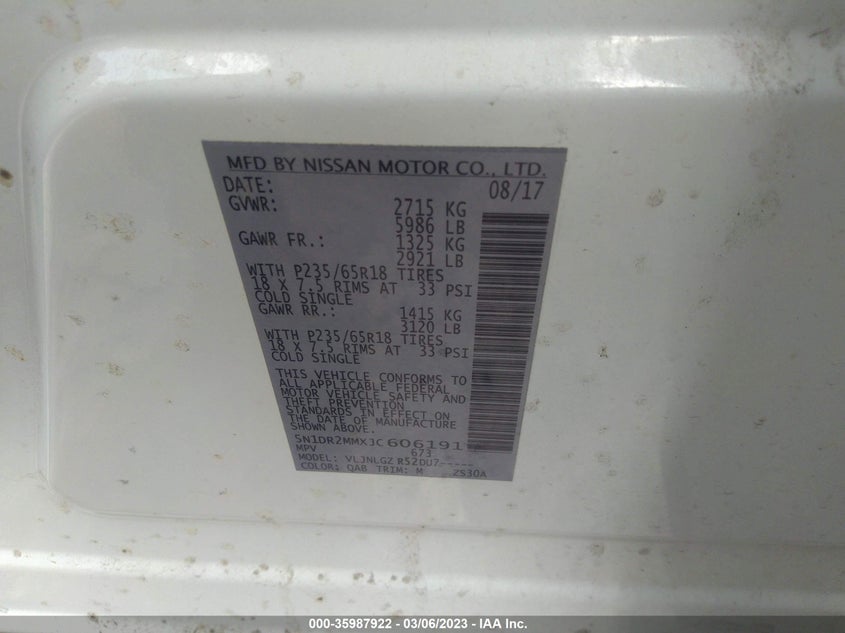 MFD BY NISSAN MOTOR CO., LTD.
DATE: 08/17
GVWR: 2715 KG
5986 LB
GAWR FR.: 1325 KG
2921 LB
WITH P235/65R18 TIRES
18 X 7.5 RIMS AT 33 PSI
COLD SINGLE
GAWR RR.: 1415 KG
3120 LB
WITH P235/65R18 TIRES
18 X 7.5 RIMS AT 33 PSI
COLD SINGLE
THIS VEHICLE CONFORMS TO
ALL APPLICABLE FEDERAL
MOTOR VEHICLE SAFETY AND
THEFT PREVENTION
STANDARDS IN EFFECT ON
THE DATE OF MANUFACTURE
SHOWN ABOVE.
5N1DR2MMXJC606191
MPV 673
MODEL: VLJNLGZ R52DU7-----
COLOR: QAB TRIM: M ZS30A
000-35987922 - 03/06/2023 - IAA Inc.